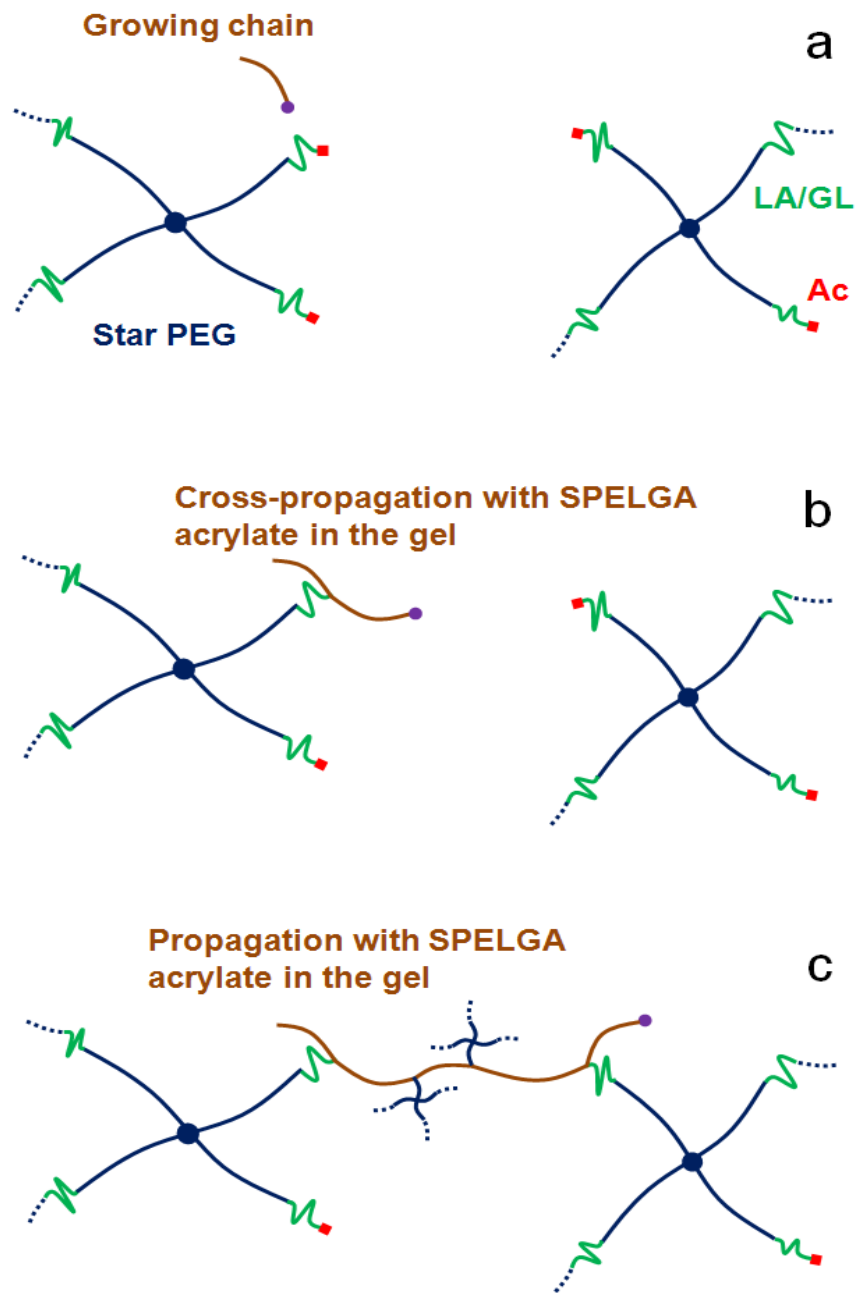 Growing chain
a
LA/GL
Ac
Star PEG
Cross-propagation with SPELGA
acrylate in the gel
b
Propagation with SPELGA
acrylate in the gel
c